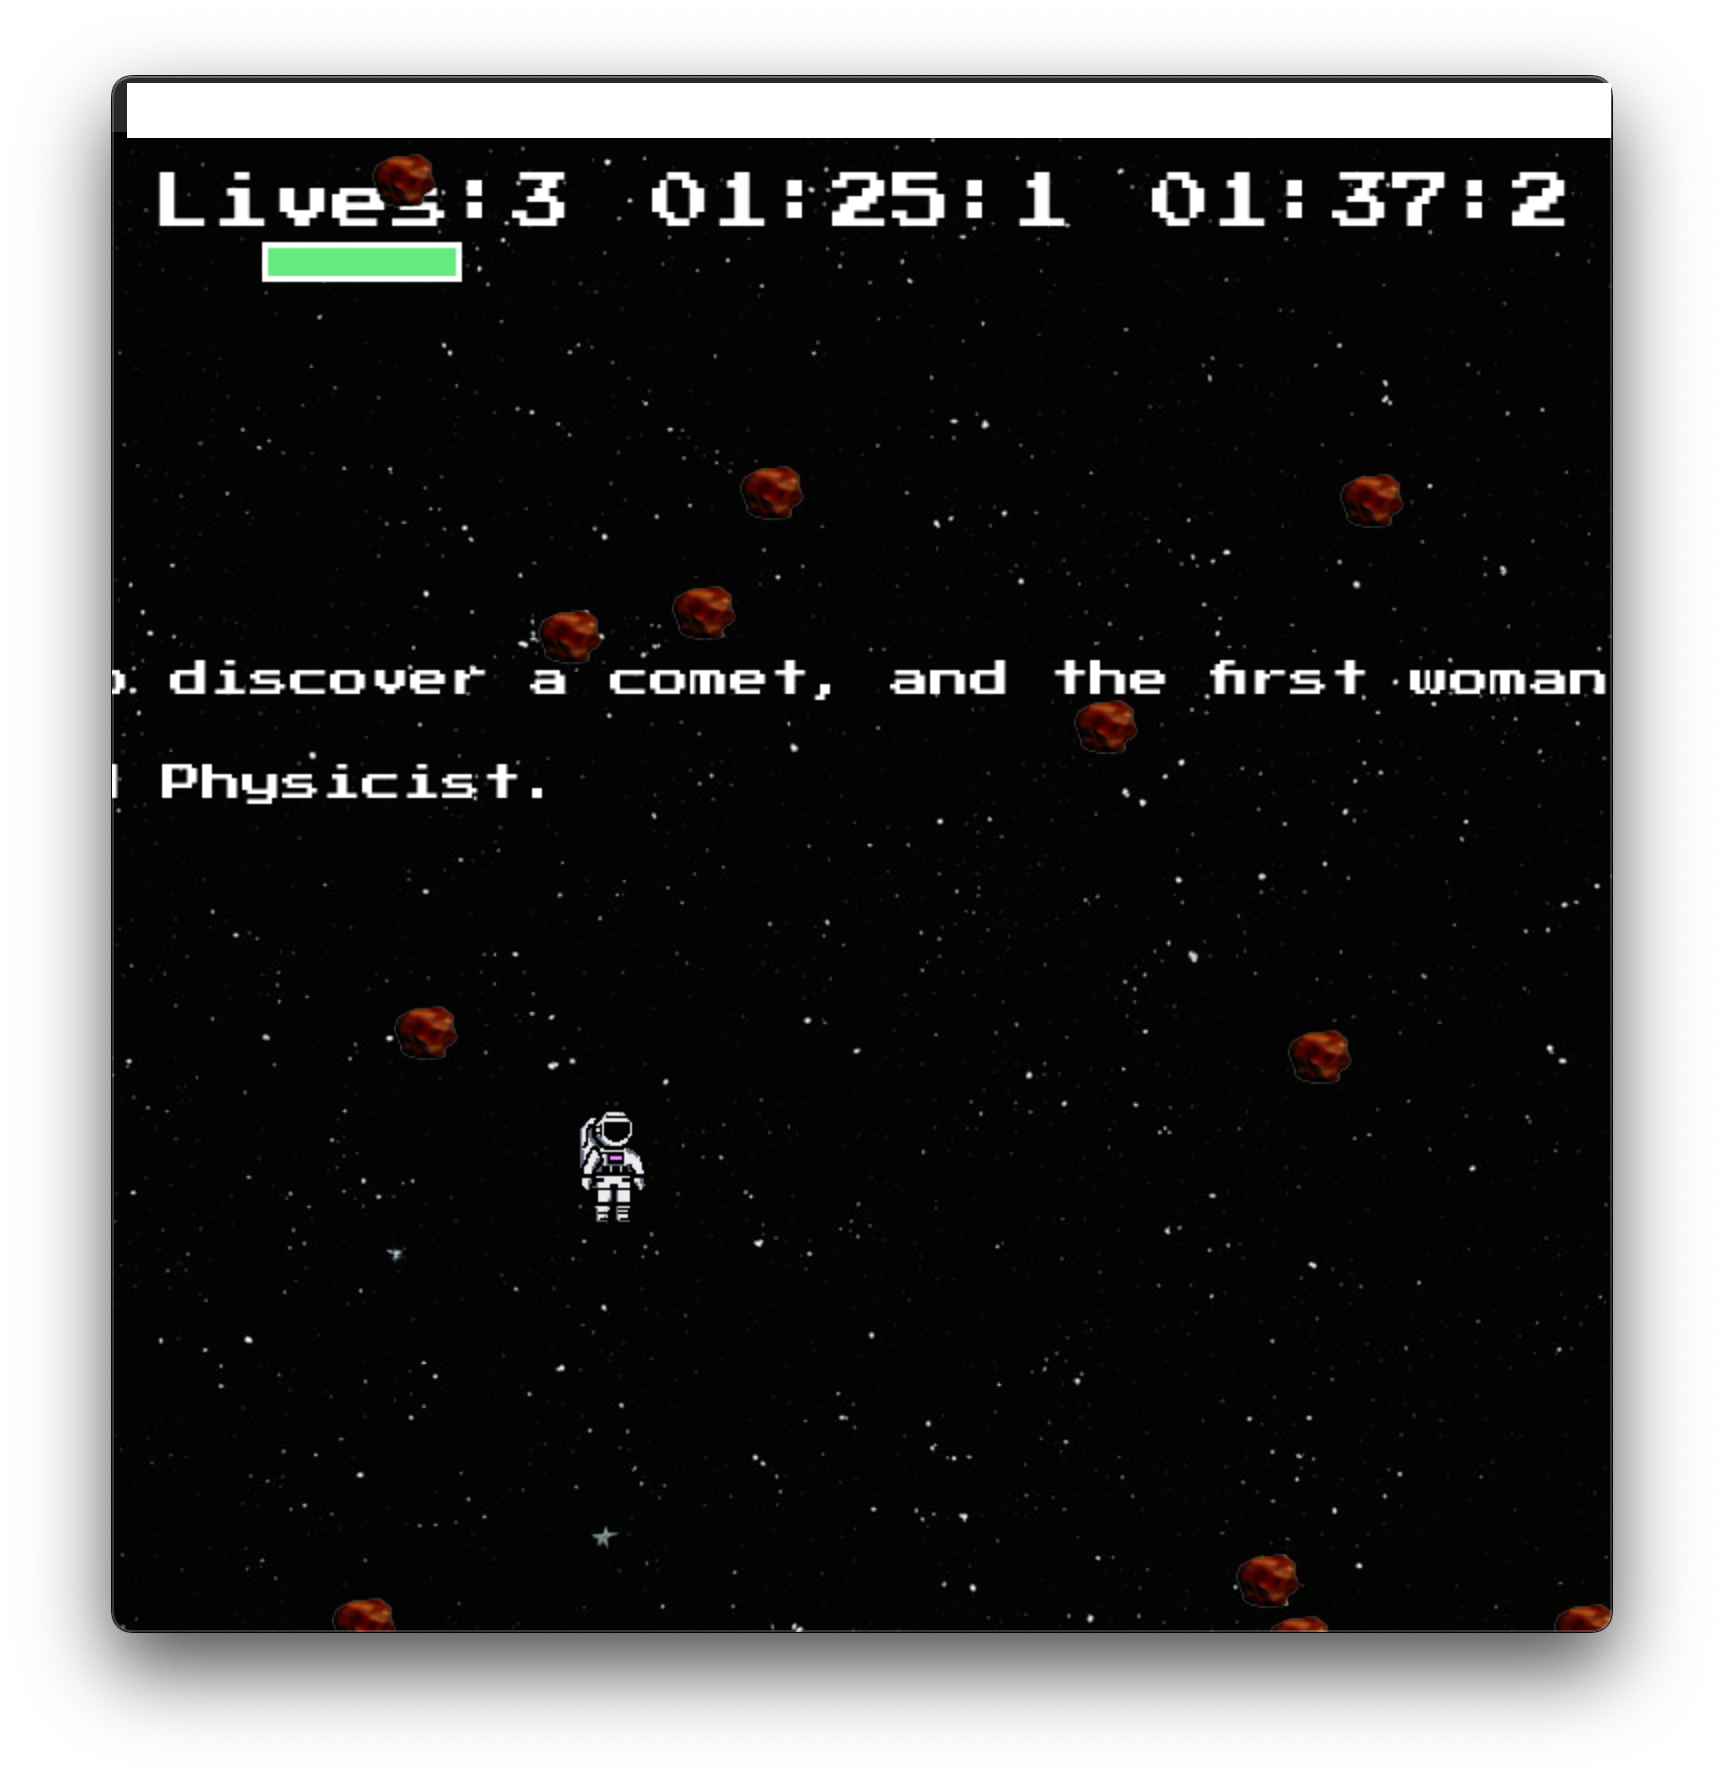 Lives:3 01:25:1 01:37:2
discover a comet, and the first woman
Physicist.